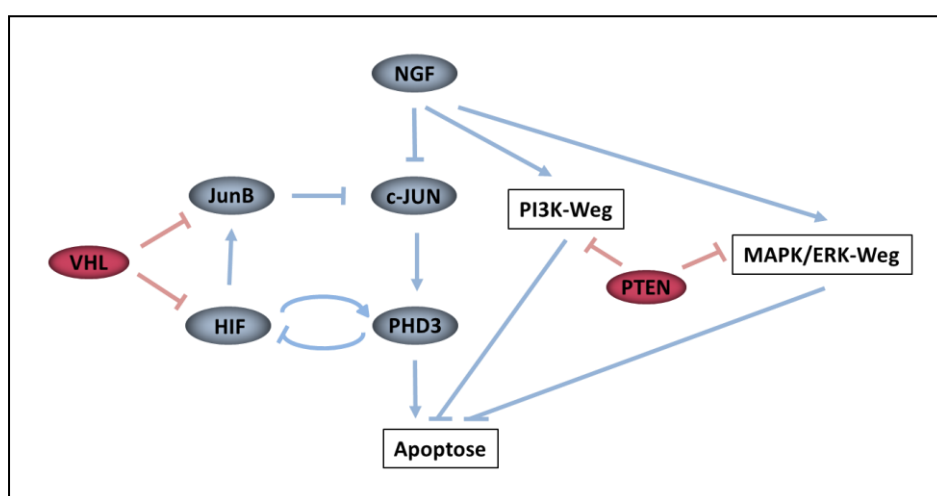 NGF
JunB
c-JUN
PI3K-Weg
MAPK/ERK-Weg
VHL
PTEN
HIF
PHD3
Apoptose